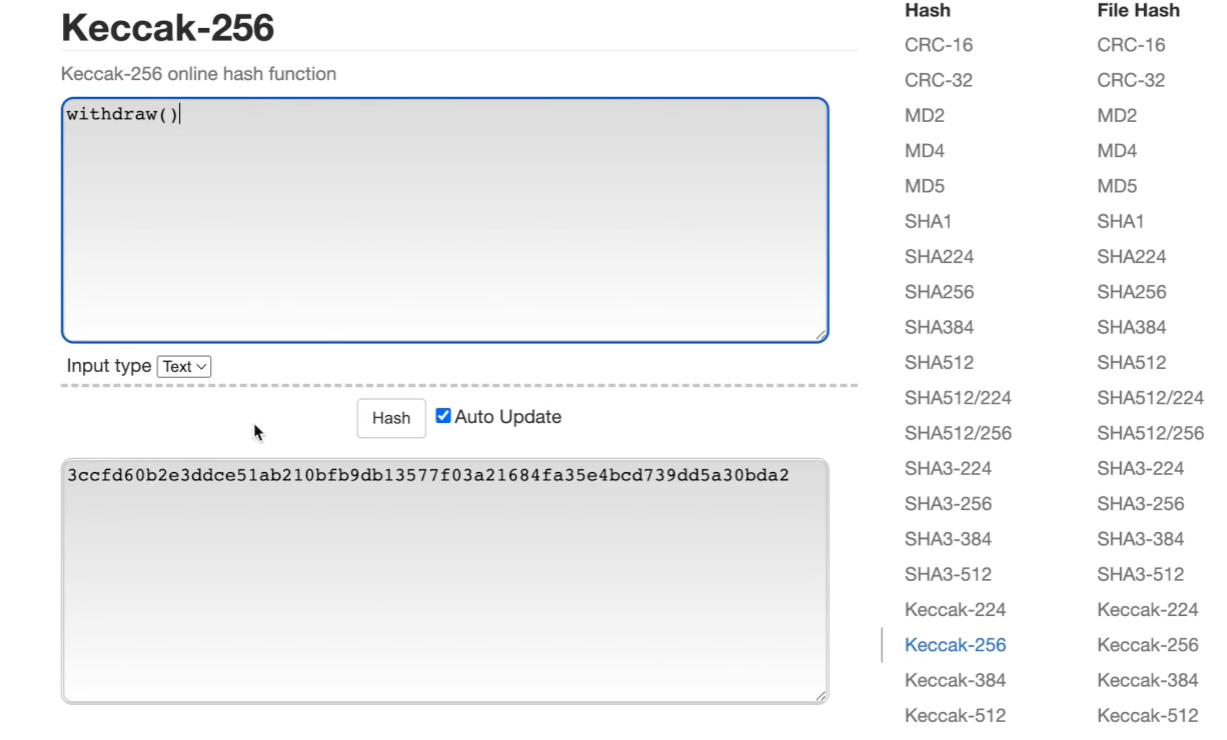 Keccak-256
Keccak-256 online hash function
withdraw()
Input type Text
Hash Auto Update
3ccfd60b2e3ddce51ab210bfb9db13577f03a21684fa35e4bcd739dd5a30bda2
Hash File Hash
CRC-16 CRC-16
CRC-32 CRC-32
MD2 MD2
MD4 MD4
MD5 MD5
SHA1 SHA1
SHA224 SHA224
SHA256 SHA256
SHA384 SHA384
SHA512 SHA512
SHA512/224 SHA512/224
SHA512/256 SHA512/256
SHA3-224 SHA3-224
SHA3-256 SHA3-256
SHA3-384 SHA3-384
SHA3-512 SHA3-512
Keccak-224 Keccak-224
Keccak-256 Keccak-256
Keccak-384 Keccak-384
Keccak-512 Keccak-512